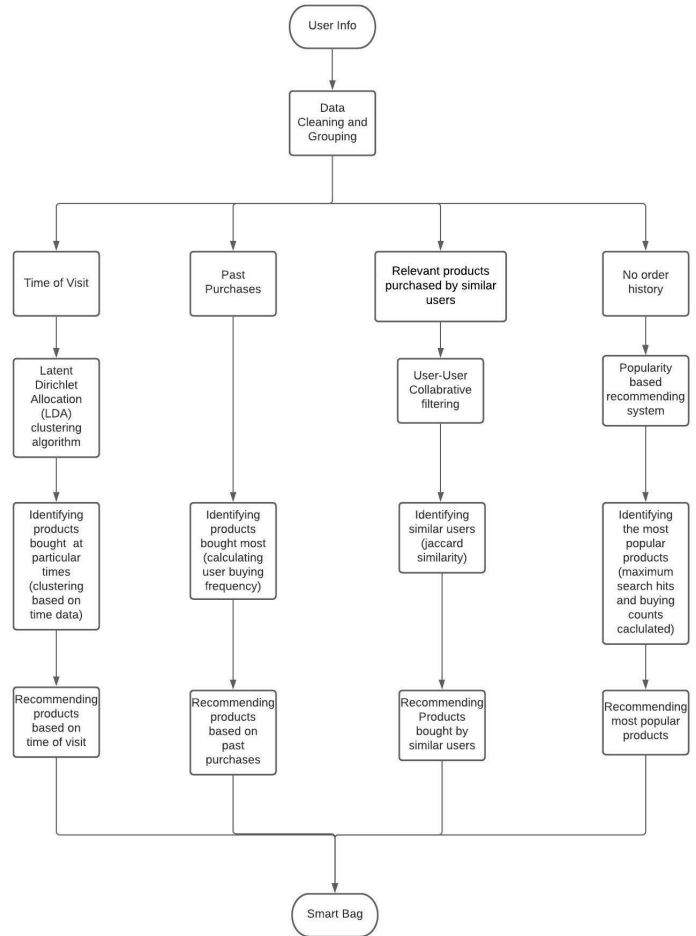 User Info
Data
Cleaning and
Grouping
Time of Visit
Past
Purchases
Relevant products
purchased by similar
users
No order
history
Latent
Dirichlet
Allocation
(LDA)
clustering
algorithm
User-User
Collabrative
filtering
Popularity
based
recommending
system
Identifying
products
bought at
particular
times
(clustering
based on
time data)
Identifying
products
bought most
(calculating
user buying
frequency)
Identifying
similar users
(jaccard
similarity)
Identifying
the most
popular
products
(maximum
search hits
and buying
counts
caclulated)
Recommending
products
based on
time of visit
Recommending
products
based on
past
purchases
Recommending
Products
bought by
similar users
Recommending
most popular
products
Smart Bag